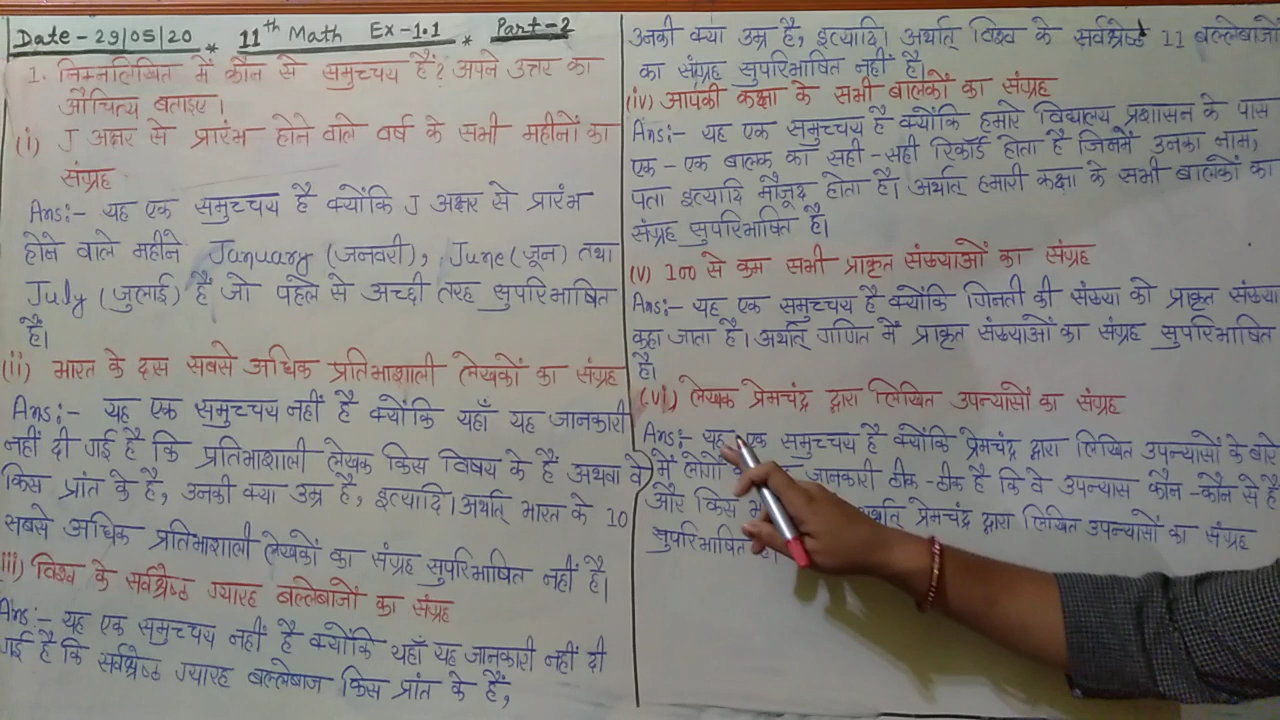 Date - 29/05/20 * 11th Math Ex-1.1 * Part-2
1. निम्नलिखित में कौन से समुच्चय हैं? अपने उत्तर का
औचित्य बताइए।
(i) J अक्षर से प्रारंभ होने वाले वर्ष के सभी महीनों का
संग्रह
Ans:- यह एक समुच्चय है क्योंकि J अक्षर से प्रारंभ
होने वाले महीने January (जनवरी), June (जून) तथा
July (जुलाई) हैं जो पहले से अच्छी तरह सुपरिभाषित
हैं।
(ii) भारत के दस सबसे अधिक प्रतिभाशाली लेखकों का संग्रह
Ans:- यह एक समुच्चय नहीं है क्योंकि यहाँ यह जानकारी
नहीं दी गई है कि प्रतिभाशाली लेखक किस विषय के हैं अथवा वे
किस प्रांत के हैं, उनकी क्या उम्र है, इत्यादि। अर्थात् भारत के 10
सबसे अधिक प्रतिभाशाली लेखकों का संग्रह सुपरिभाषित नहीं है।
iii) विश्व के सर्वश्रेष्ठ ग्यारह बल्लेबाजों का संग्रह
Ans:- यह एक समुच्चय नहीं है क्योंकि यहाँ यह जानकारी नहीं दी
गई है कि सर्वश्रेष्ठ ग्यारह बल्लेबाज किस प्रांत के हैं,
उनकी क्या उम्र है, इत्यादि। अर्थात् विश्व के सर्वश्रेष्ठ 11 बल्लेबाजों
का संग्रह सुपरिभाषित नहीं है।
(iv) आपकी कक्षा के सभी बालकों का संग्रह
Ans:- यह एक समुच्चय है क्योंकि हमारे विद्यालय प्रशासन के पास
एक-एक बालक का सही-सही रिकॉर्ड होता है जिनमें उनका नाम,
पता इत्यादि मौजूद होता है। अर्थात् हमारी कक्षा के सभी बालकों का
संग्रह सुपरिभाषित है।
(v) 100 से कम सभी प्राकृत संख्याओं का संग्रह
Ans:- यह एक समुच्चय है क्योंकि गिनती की संख्या को प्राकृत संख्या
कहा जाता है। अर्थात् गणित में प्राकृत संख्याओं का संग्रह सुपरिभाषित
है।
(vi) लेखक प्रेमचंद्र द्वारा लिखित उपन्यासों का संग्रह
Ans:- यह एक समुच्चय है क्योंकि प्रेमचंद्र द्वारा लिखित उपन्यासों के बारे
में लोगों जानकारी ठीक-ठीक है कि वे उपन्यास कौन-कौन से हैं
और किस प्रेमचंद्र द्वारा लिखित उपन्यासों का संग्रह
सुपरिभाषित